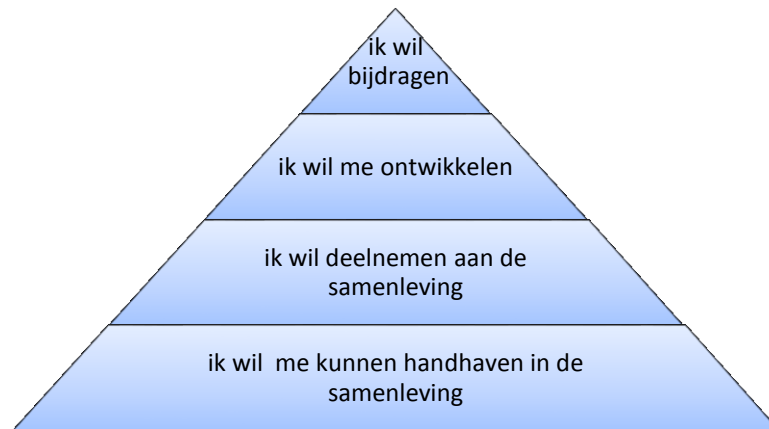 ik wil
bijdragen
ik wil me ontwikkelen
ik wil deelnemen aan de
samenleving
ik wil  me kunnen handhaven in de
samenleving